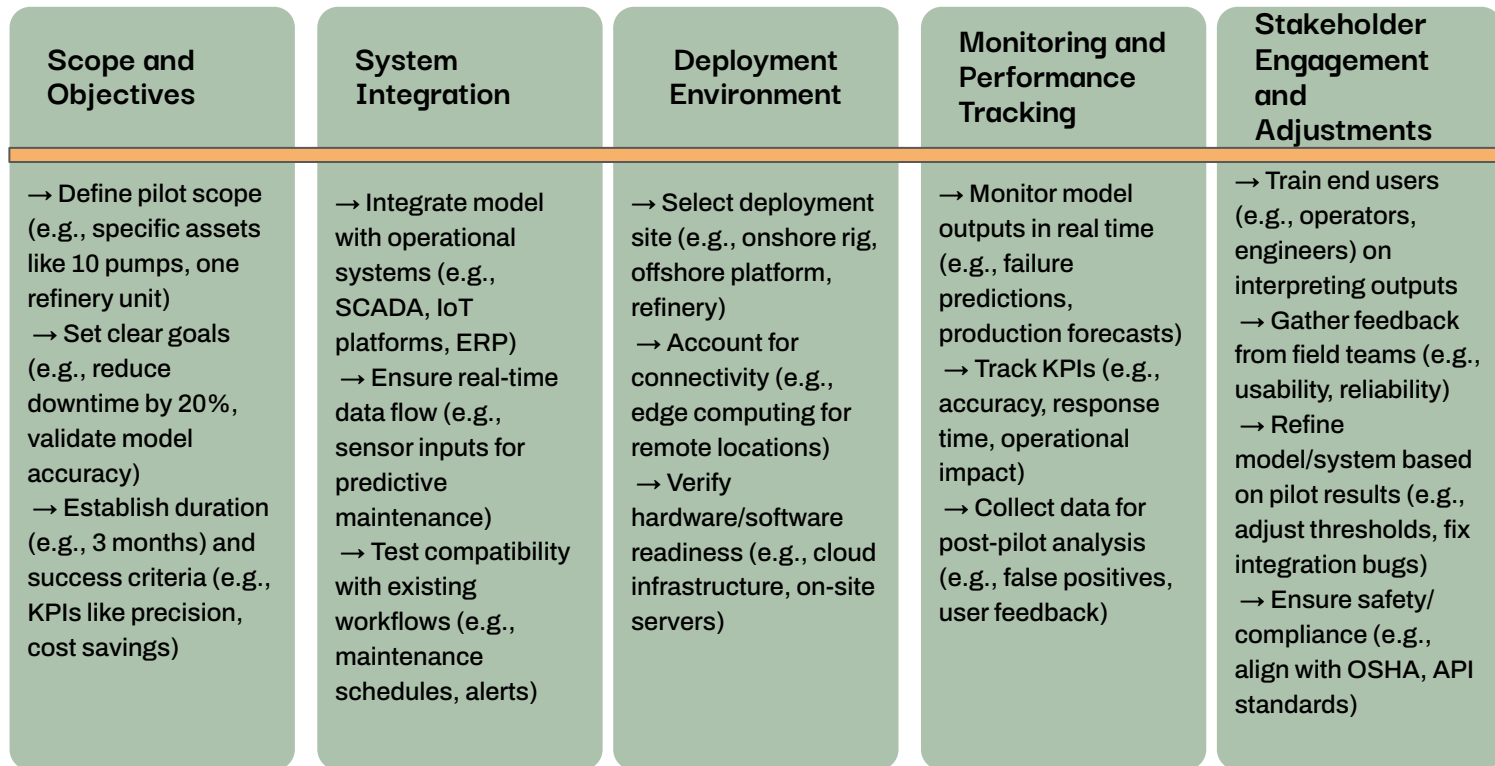 Scope and
Objectives
→ Define pilot scope
(e.g., specific assets
like 10 pumps, one
refinery unit)
→ Set clear goals
(e.g., reduce
downtime by 20%,
validate model
accuracy)
→ Establish duration
(e.g., 3 months) and
success criteria (e.g.,
KPIs like precision,
cost savings)
System
Integration
→ Integrate model
with operational
systems (e.g.,
SCADA, IoT
platforms, ERP)
→ Ensure real-time
data flow (e.g.,
sensor inputs for
predictive
maintenance)
→ Test compatibility
with existing
workflows (e.g.,
maintenance
schedules, alerts)
Deployment
Environment
→ Select deployment
site (e.g., onshore rig,
offshore platform,
refinery)
→ Account for
connectivity (e.g.,
edge computing for
remote locations)
→ Verify
hardware/software
readiness (e.g., cloud
infrastructure, on-site
servers)
Monitoring and
Performance
Tracking
→ Monitor model
outputs in real time
(e.g., failure
predictions,
production forecasts)
→ Track KPIs (e.g.,
accuracy, response
time, operational
impact)
→ Collect data for
post-pilot analysis
(e.g., false positives,
user feedback)
Stakeholder
Engagement
and
Adjustments
→ Train end users
(e.g., operators,
engineers) on
interpreting outputs
→ Gather feedback
from field teams (e.g.,
usability, reliability)
→ Refine
model/system based
on pilot results (e.g.,
adjust thresholds, fix
integration bugs)
→ Ensure safety/
compliance (e.g.,
align with OSHA, API
standards)